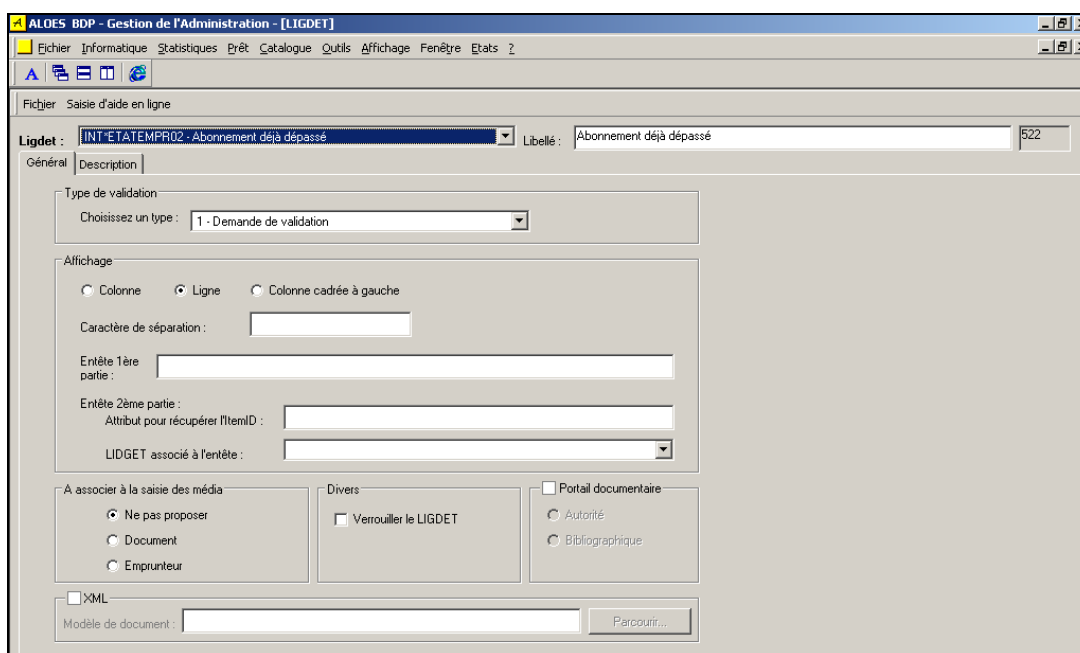 ALOES BDP - Gestion de l'Administration - [LIGDET]
Fichier Informatique Statistiques Prêt Catalogue Outils Affichage Fenêtre Etats ?
A
Fichier Saisie d'aide en ligne
Ligdet : INT*ETATEMPR02 - Abonnement déjà dépassé Libellé : Abonnement déjà dépassé 522
Général Description
Type de validation
Choisissez un type : 1 - Demande de validation
Affichage
Colonne Ligne Colonne cadrée à gauche
Caractère de séparation :
Entête 1ère
partie :
Entête 2ème partie :
Attribut pour récupérer l'ItemID :
LIDGET associé à l'entête :
A associer à la saisie des média Divers Portail documentaire
Ne pas proposer Verrouiller le LIGDET Autorité
Document Bibliographique
Emprunteur
XML
Modèle de document : Parcourir...